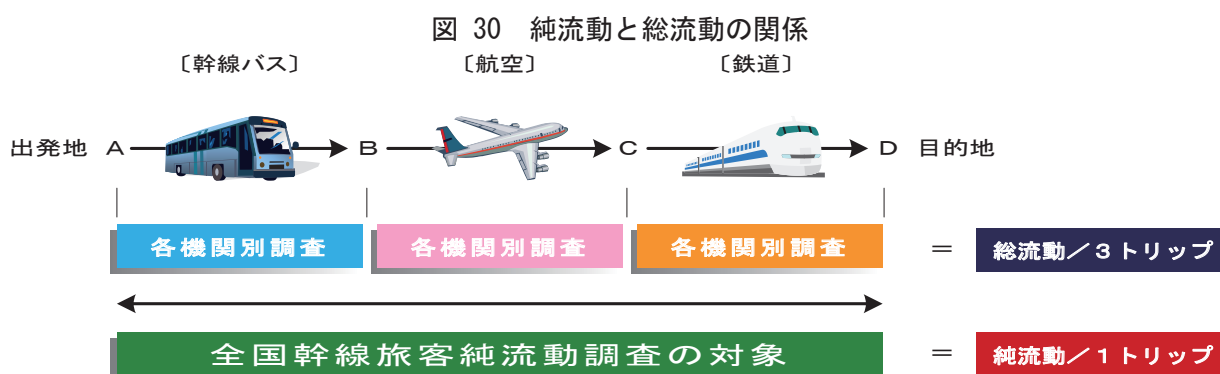 図 30 純流動と総流動の関係
〔幹線バス〕 〔航空〕 〔鉄道〕
出発地 A B C D 目的地
各機関別調査 各機関別調査 各機関別調査 = 総流動／3トリップ
全国幹線旅客純流動調査の対象 = 純流動／1トリップ